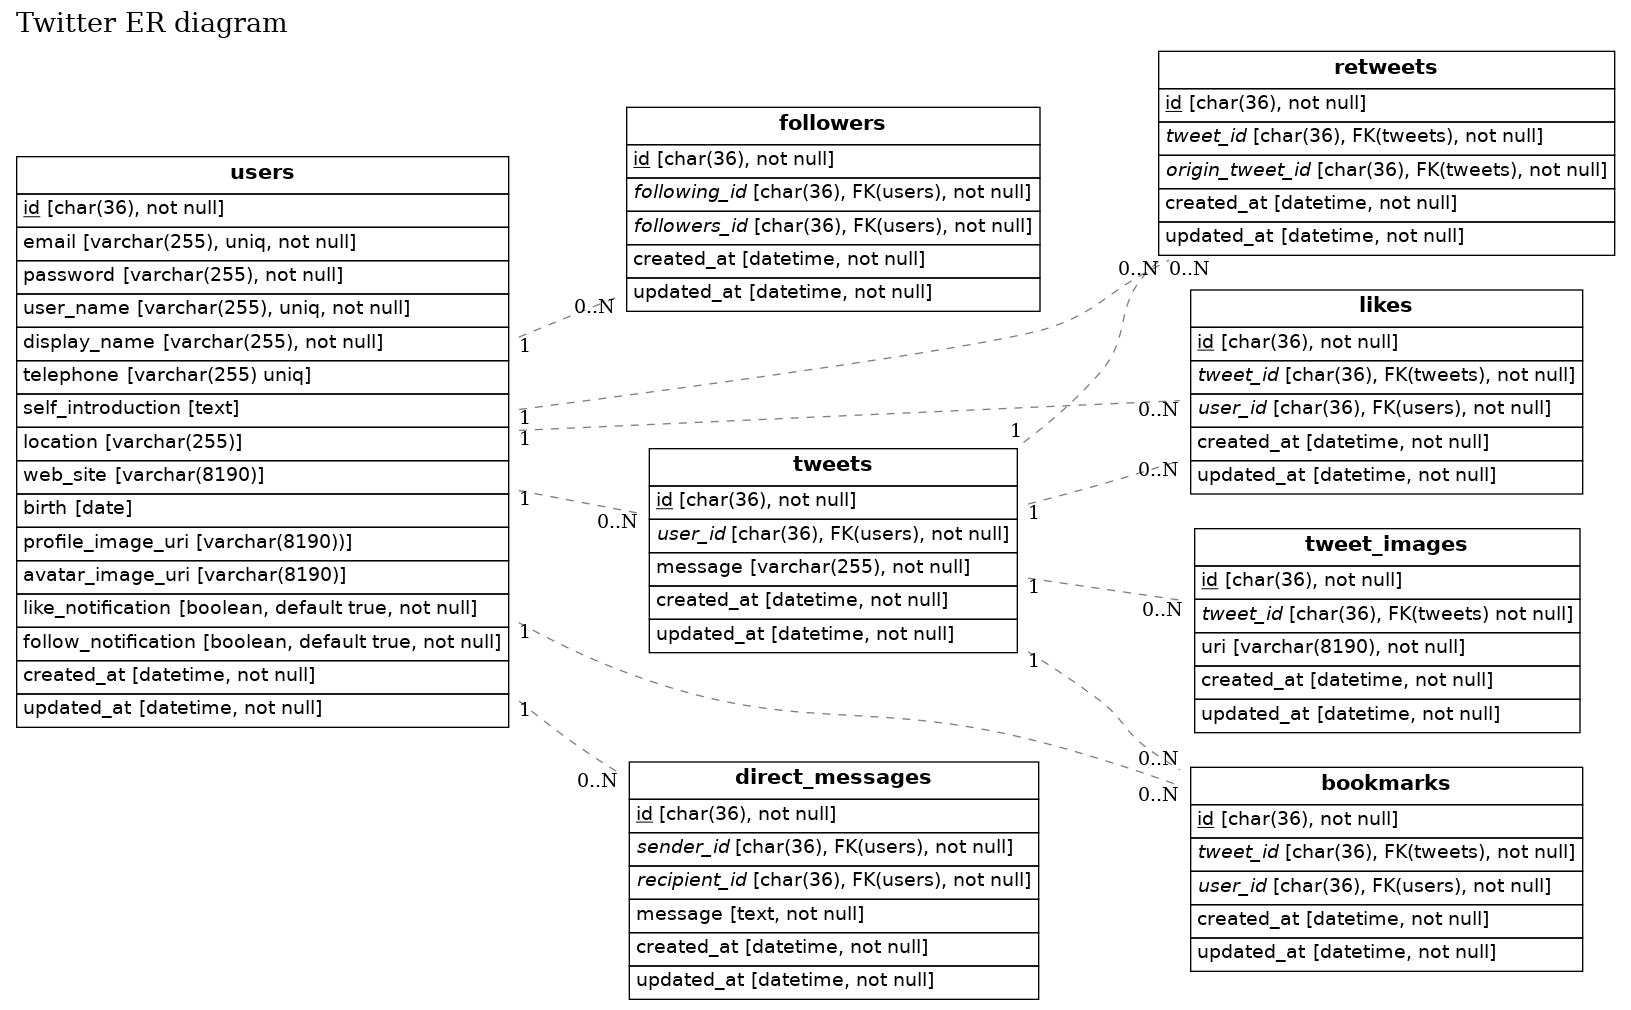 Twitter ER diagram
users
id [char(36), not null]
email [varchar(255), uniq, not null]
password [varchar(255), not null]
user_name [varchar(255), uniq, not null]
display_name [varchar(255), not null]
telephone [varchar(255) uniq]
self_introduction [text]
location [varchar(255)]
web_site [varchar(8190)]
birth [date]
profile_image_uri [varchar(8190))]
avatar_image_uri [varchar(8190)]
like_notification [boolean, default true, not null]
follow_notification [boolean, default true, not null]
created_at [datetime, not null]
updated_at [datetime, not null]
1
1
1
1
1
1
followers
id [char(36), not null]
following_id [char(36), FK(users), not null]
followers_id [char(36), FK(users), not null]
created_at [datetime, not null]
updated_at [datetime, not null]
0..N
tweets
id [char(36), not null]
user_id [char(36), FK(users), not null]
message [varchar(255), not null]
created_at [datetime, not null]
updated_at [datetime, not null]
0..N
1
1
1
1
direct_messages
id [char(36), not null]
sender_id [char(36), FK(users), not null]
recipient_id [char(36), FK(users), not null]
message [text, not null]
created_at [datetime, not null]
updated_at [datetime, not null]
0..N
retweets
id [char(36), not null]
tweet_id [char(36), FK(tweets), not null]
origin_tweet_id [char(36), FK(tweets), not null]
created_at [datetime, not null]
updated_at [datetime, not null]
0..N 0..N
likes
id [char(36), not null]
tweet_id [char(36), FK(tweets), not null]
user_id [char(36), FK(users), not null]
created_at [datetime, not null]
updated_at [datetime, not null]
0..N
0..N
tweet_images
id [char(36), not null]
tweet_id [char(36), FK(tweets) not null]
uri [varchar(8190), not null]
created_at [datetime, not null]
updated_at [datetime, not null]
0..N
bookmarks
id [char(36), not null]
tweet_id [char(36), FK(tweets), not null]
user_id [char(36), FK(users), not null]
created_at [datetime, not null]
updated_at [datetime, not null]
0..N
0..N